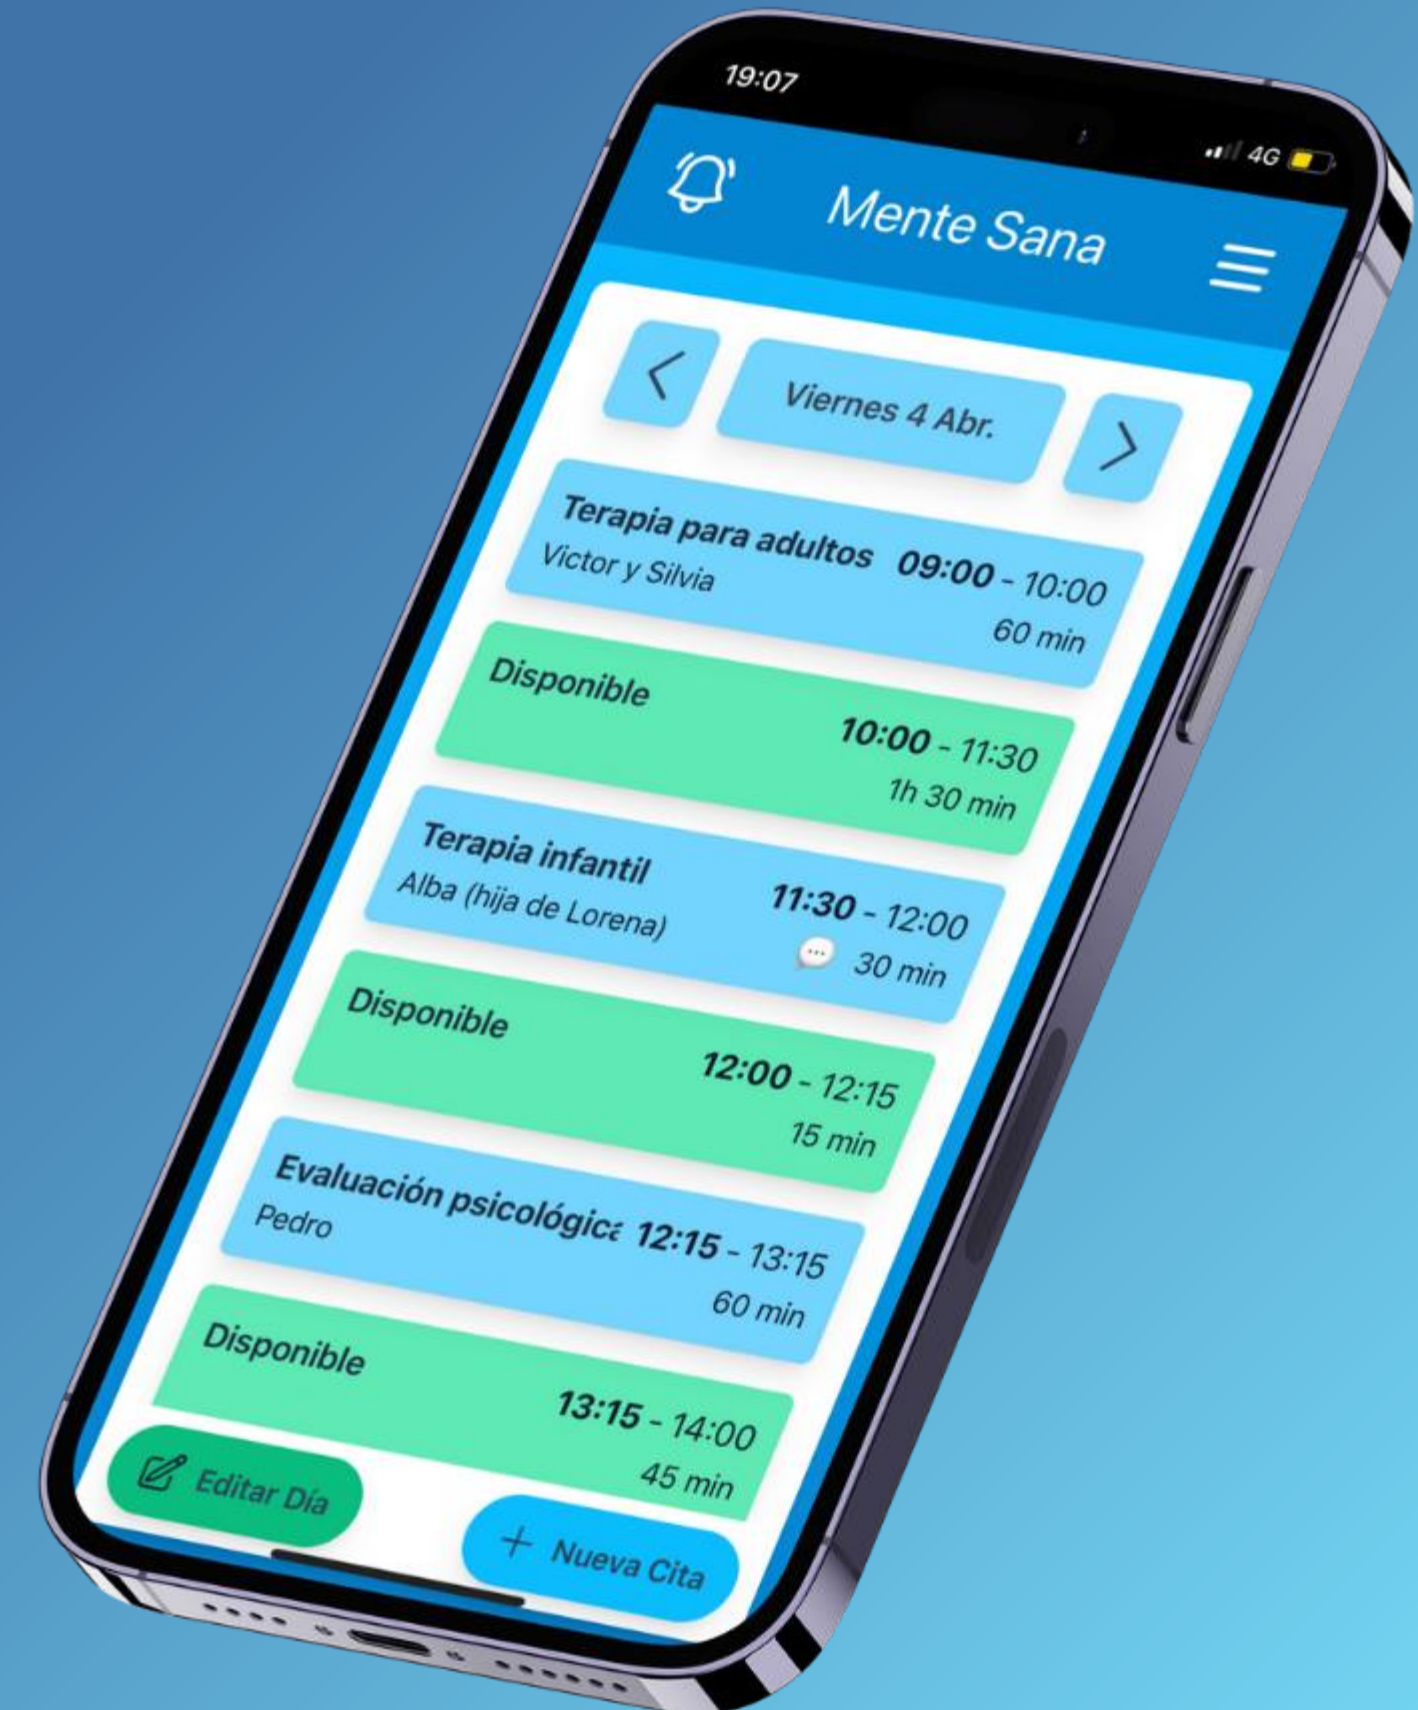 19:07
4G
Mente Sana
Viernes 4 Abr.
Terapia para adultos 09:00 - 10:00
Victor y Silvia
60 min
Disponible
10:00 - 11:30
1h 30 min
Terapia infantil
11:30 - 12:00
Alba (hija de Lorena)
30 min
Disponible
12:00 - 12:15
15 min
Evaluación psicológica 12:15 - 13:15
Pedro
60 min
Disponible
13:15 - 14:00
45 min
Editar Día
+ Nueva Cita